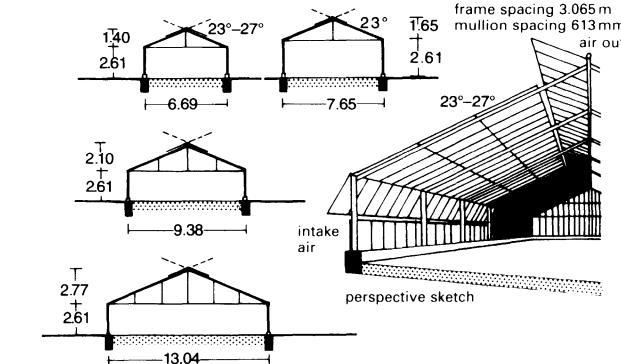 frame spacing 3.065 m
mullion spacing 613 mm
air ou
23°–27°
1.40
2.61
6.69
23°
1.65
2.61
7.65
23°–27°
2.10
2.61
9.38
intake
air
perspective sketch
2.77
2.61
13.04